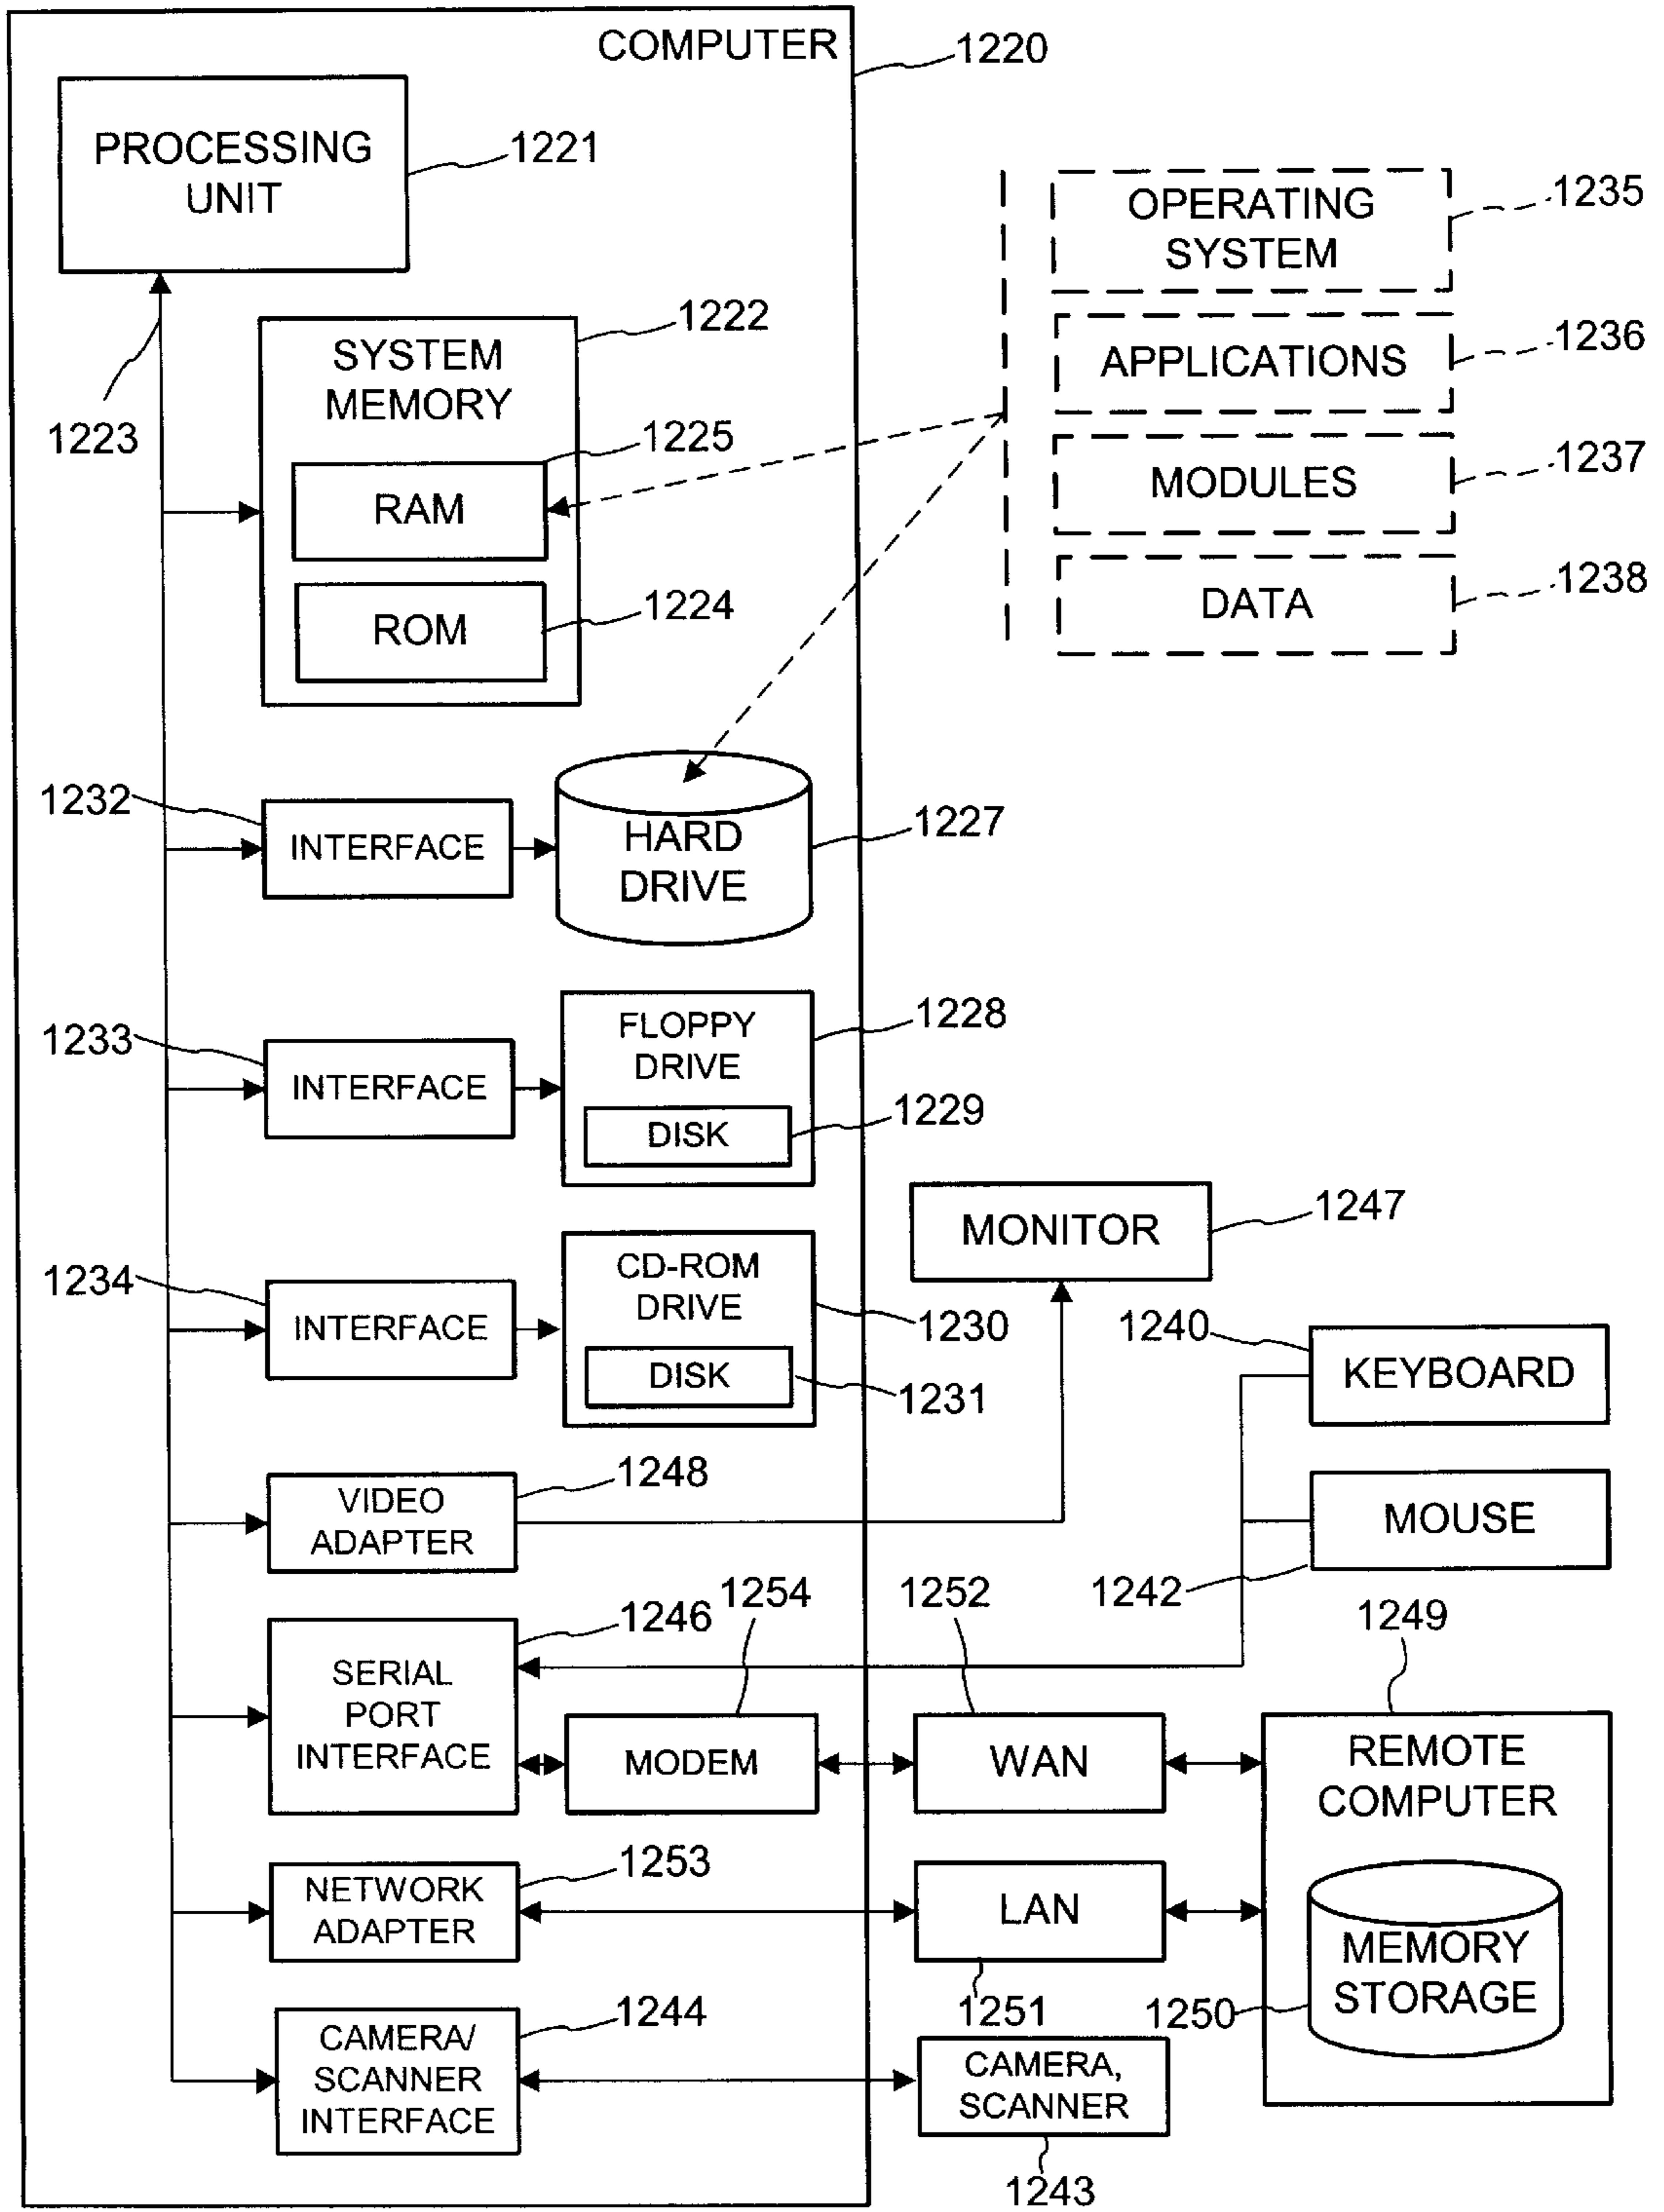 COMPUTER
1220
PROCESSING
UNIT
1221
1223
SYSTEM
MEMORY
1222
RAM
1225
ROM
1224
OPERATING
SYSTEM
1235
APPLICATIONS
1236
MODULES
1237
DATA
1238
1232
INTERFACE
HARD
DRIVE
1227
1233
INTERFACE
FLOPPY
DRIVE
1228
DISK
1229
1234
INTERFACE
CD-ROM
DRIVE
1230
DISK
1231
MONITOR
1247
1240
KEYBOARD
MOUSE
1242
VIDEO
ADAPTER
1248
SERIAL
PORT
INTERFACE
1246
MODEM
1254
WAN
1252
1249
REMOTE
COMPUTER
MEMORY
STORAGE
1250
NETWORK
ADAPTER
1253
LAN
1251
CAMERA/
SCANNER
INTERFACE
1244
CAMERA,
SCANNER
1243